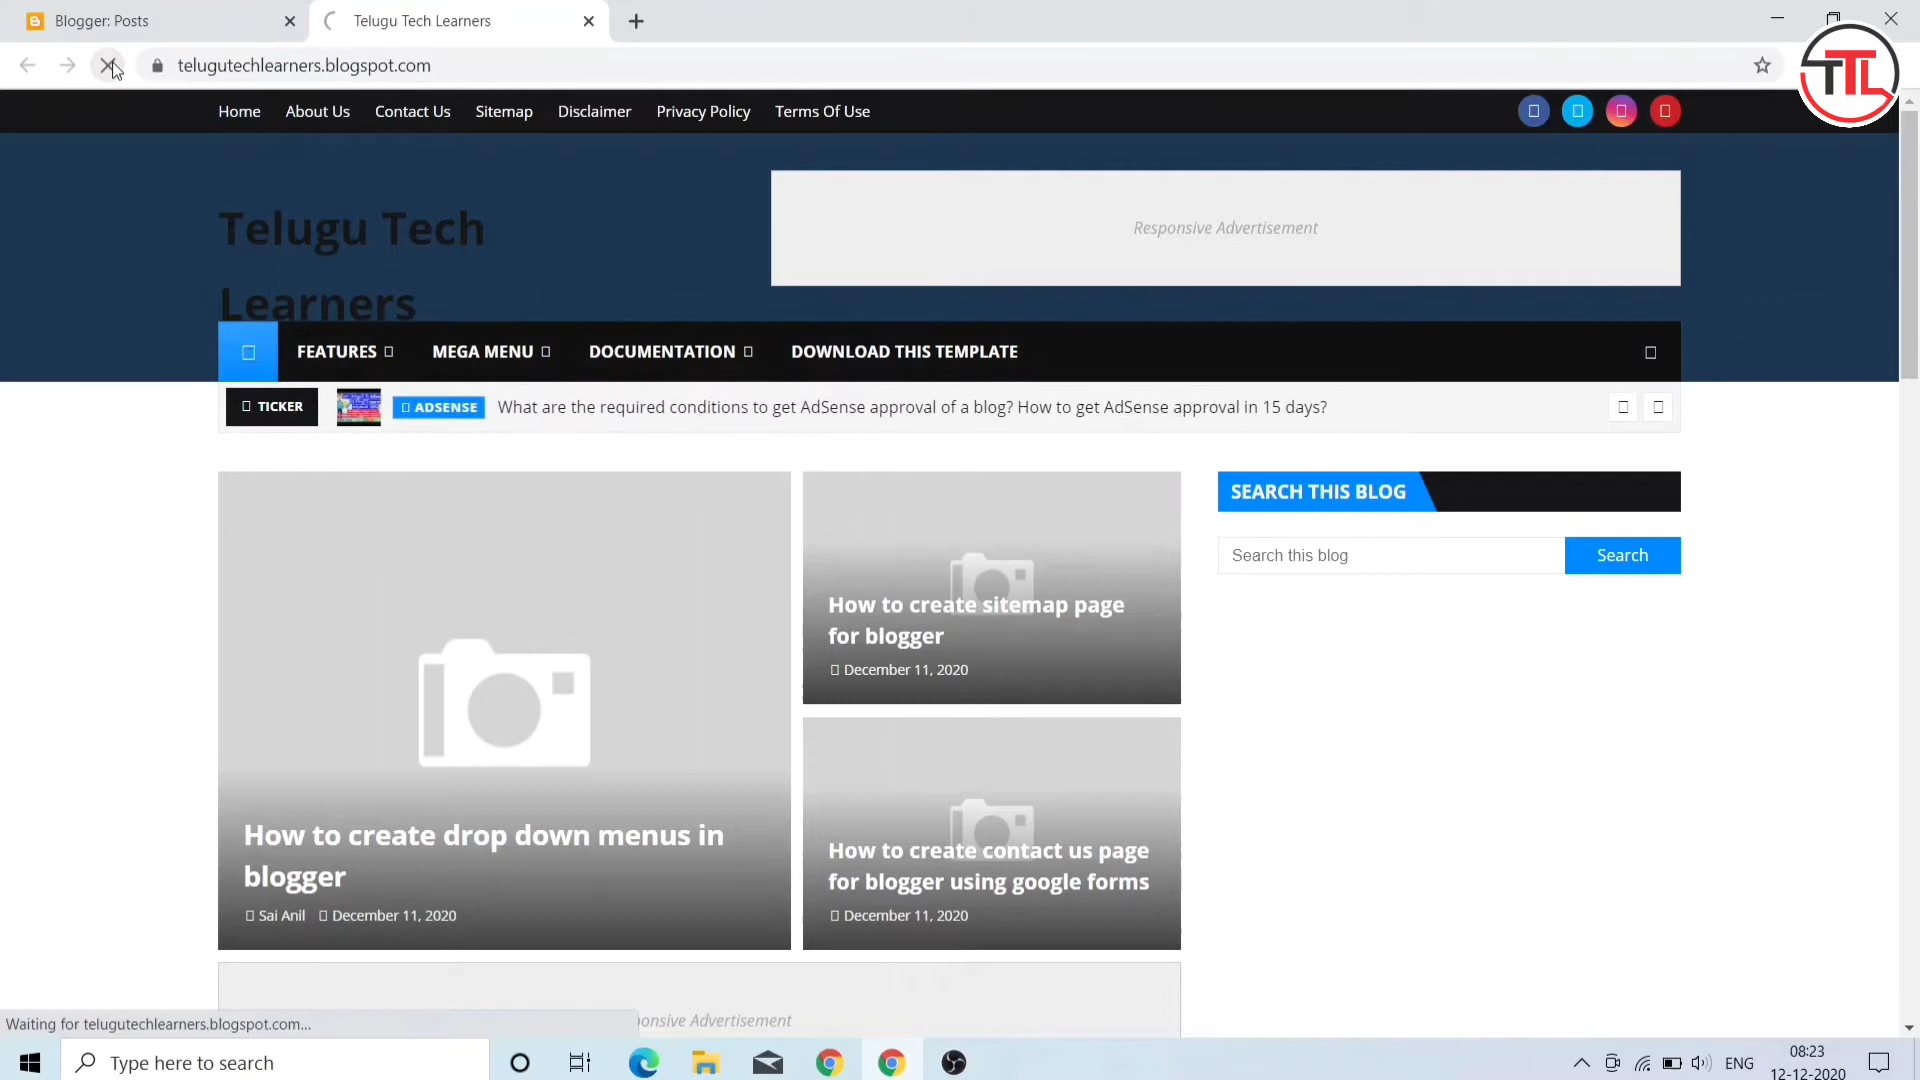 Blogger: Posts
Telugu Tech Learners
telugutechlearners.blogspot.com
TTL
Home About Us Contact Us Sitemap Disclaimer Privacy Policy Terms Of Use
Telugu Tech
Learners
Responsive Advertisement
FEATURES MEGA MENU DOCUMENTATION DOWNLOAD THIS TEMPLATE
TICKER ADSENSE What are the required conditions to get AdSense approval of a blog? How to get AdSense approval in 15 days?
SEARCH THIS BLOG
Search this blog Search
How to create sitemap page
for blogger
December 11, 2020
How to create drop down menus in
blogger
Sai Anil December 11, 2020
How to create contact us page
for blogger using google forms
December 11, 2020
Advertisement
Waiting for telugutechlearners.blogspot.com...
Type here to search
ENG
08:23
12-12-2020